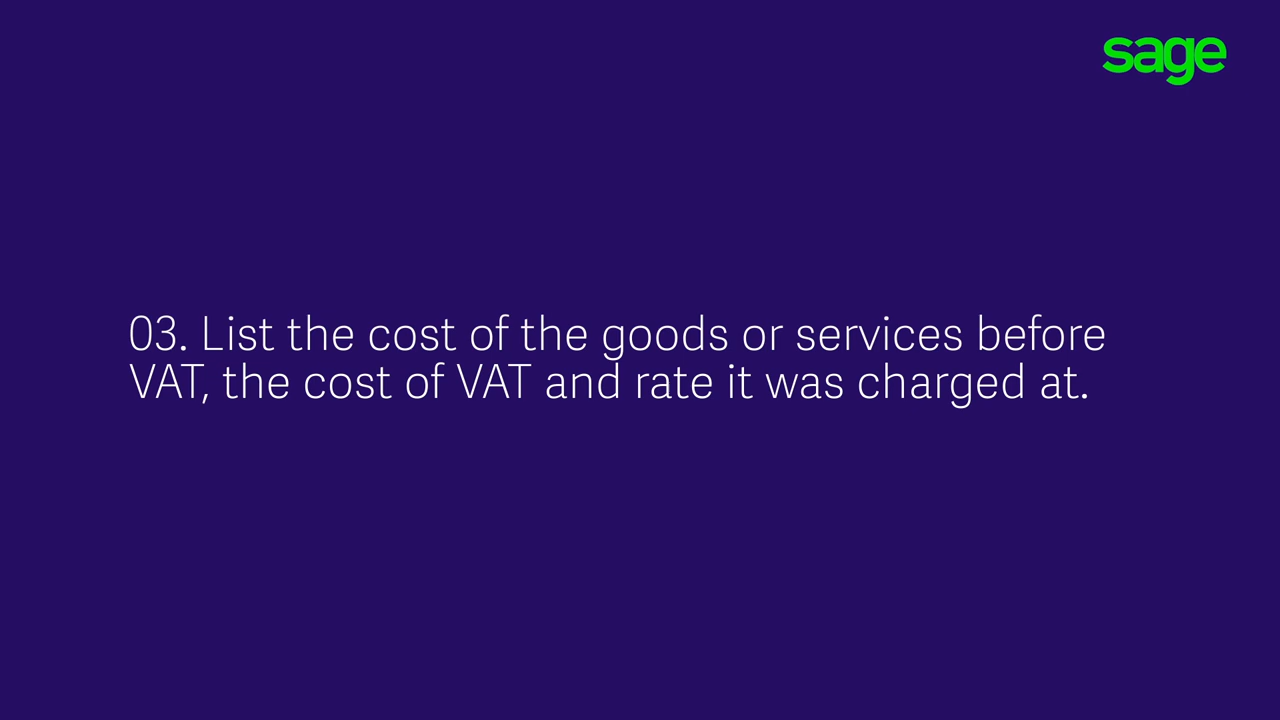 sage
03. List the cost of the goods or services before
VAT, the cost of VAT and rate it was charged at.